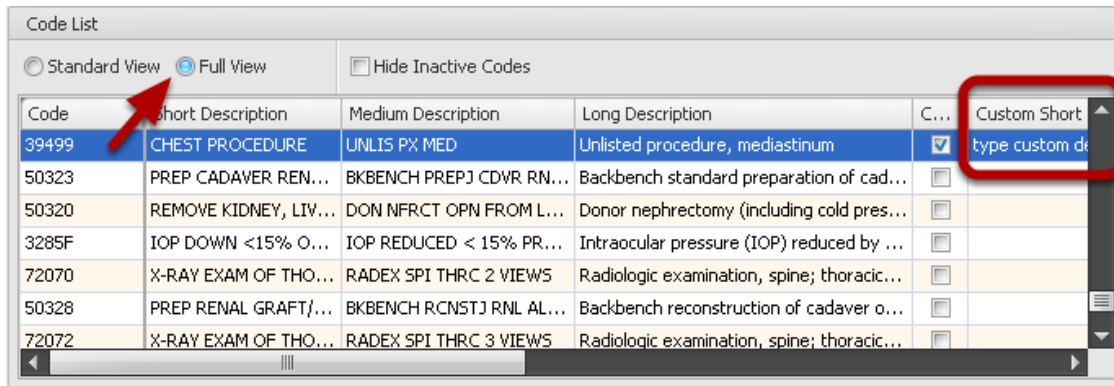 Code List
Standard View Full View Hide Inactive Codes
Code Short Description Medium Description Long Description C... Custom Short
39499 CHEST PROCEDURE UNLIS PX MED Unlisted procedure, mediastinum type custom de
50323 PREP CADAVER REN... BKBENCH PREPJ CDVR RN... Backbench standard preparation of cad...
50320 REMOVE KIDNEY, LIV... DON NFRCT OPN FROM L... Donor nephrectomy (including cold pres...
3285F IOP DOWN <15% O... IOP REDUCED < 15% PR... Intraocular pressure (IOP) reduced by ...
72070 X-RAY EXAM OF THO... RADEX SPI THRC 2 VIEWS Radiologic examination, spine; thoracic...
50328 PREP RENAL GRAFT/... BKBENCH RCNSTJ RNL AL... Backbench reconstruction of cadaver o...
72072 X-RAY EXAM OF THO... RADEX SPI THRC 3 VIEWS Radiologic examination, spine; thoracic...